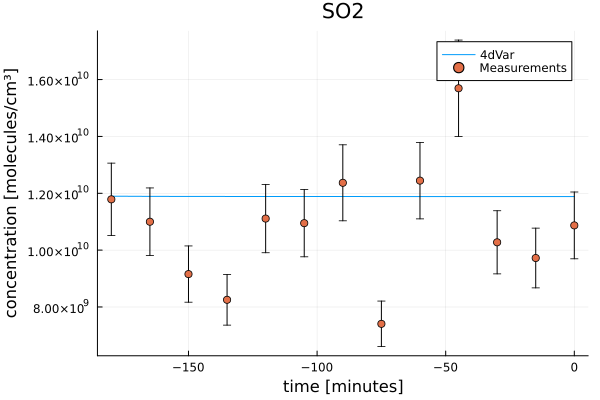 SO2
concentration [molecules/cm³]
1.60×10¹⁰
1.40×10¹⁰
1.20×10¹⁰
1.00×10¹⁰
8.00×10⁹
4dVar
Measurements
−150
−100
−50
0
time [minutes]